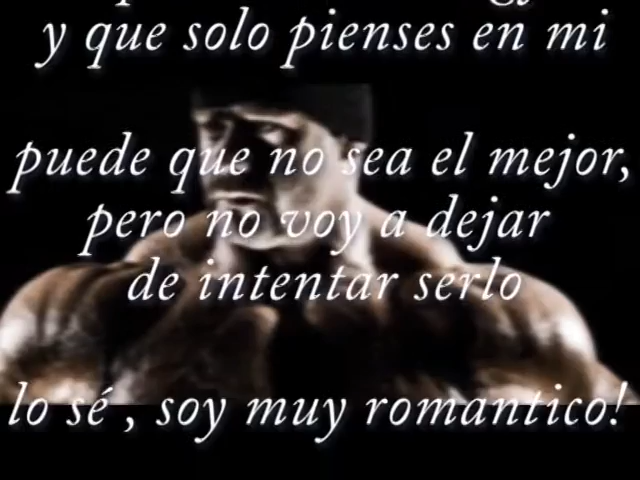 y que solo pienses en mi
puede que no sea el mejor,
pero no voy a dejar
de intentar serlo
lo sé , soy muy romantico!